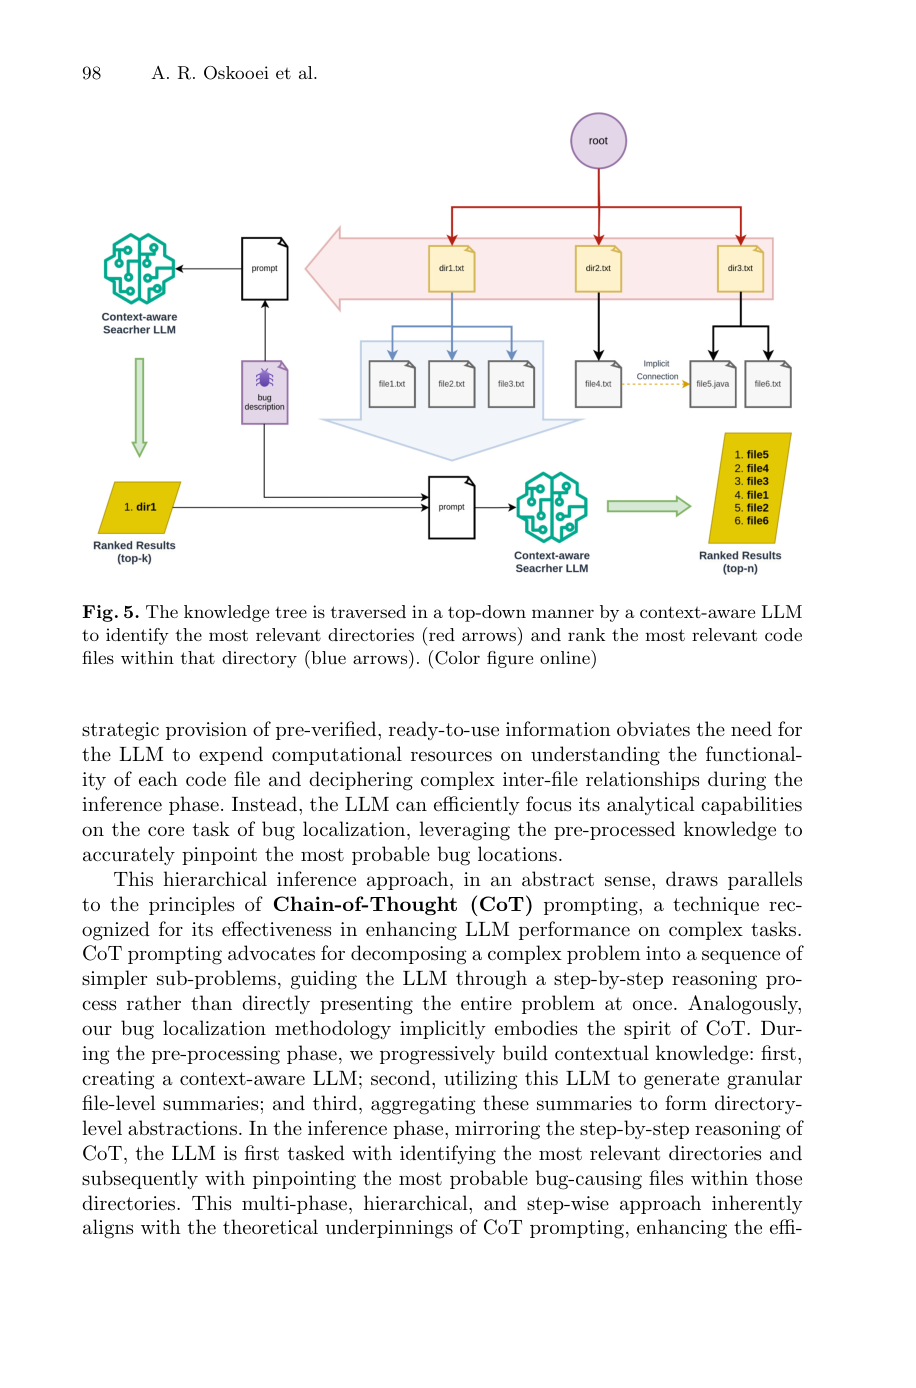 98 A. R. Oskooei et al.
root
prompt
dir1.txt
dir2.txt
dir3.txt
Context-aware
Seacrher LLM
bug
description
file1.txt
file2.txt
file3.txt
file4.txt
Implicit
Connection
file5.java
file6.txt
1. dir1
Ranked Results
(top-k)
prompt
Context-aware
Seacrher LLM
1. file5
2. file4
3. file3
4. file1
5. file2
6. file6
Ranked Results
(top-n)
Fig. 5. The knowledge tree is traversed in a top-down manner by a context-aware LLM
to identify the most relevant directories (red arrows) and rank the most relevant code
files within that directory (blue arrows). (Color figure online)
strategic provision of pre-verified, ready-to-use information obviates the need for
the LLM to expend computational resources on understanding the functional-
ity of each code file and deciphering complex inter-file relationships during the
inference phase. Instead, the LLM can efficiently focus its analytical capabilities
on the core task of bug localization, leveraging the pre-processed knowledge to
accurately pinpoint the most probable bug locations.
This hierarchical inference approach, in an abstract sense, draws parallels
to the principles of Chain-of-Thought (CoT) prompting, a technique rec-
ognized for its effectiveness in enhancing LLM performance on complex tasks.
CoT prompting advocates for decomposing a complex problem into a sequence of
simpler sub-problems, guiding the LLM through a step-by-step reasoning pro-
cess rather than directly presenting the entire problem at once. Analogously,
our bug localization methodology implicitly embodies the spirit of CoT. Dur-
ing the pre-processing phase, we progressively build contextual knowledge: first,
creating a context-aware LLM; second, utilizing this LLM to generate granular
file-level summaries; and third, aggregating these summaries to form directory-
level abstractions. In the inference phase, mirroring the step-by-step reasoning of
CoT, the LLM is first tasked with identifying the most relevant directories and
subsequently with pinpointing the most probable bug-causing files within those
directories. This multi-phase, hierarchical, and step-wise approach inherently
aligns with the theoretical underpinnings of CoT prompting, enhancing the effi-